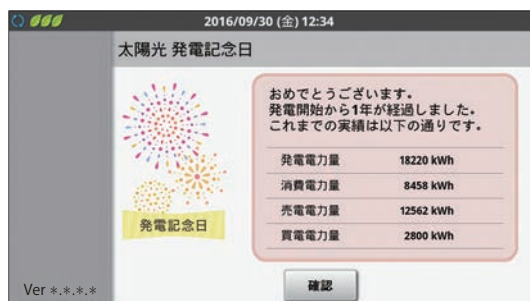 2016/09/30 (金) 12:34
太陽光 発電記念日
おめでとうございます。
発電開始から1年が経過しました。
これまでの実績は以下の通りです。
発電電力量 18220 kWh
消費電力量 8458 kWh
売電電力量 12562 kWh
買電電力量 2800 kWh
発電記念日
確認
Ver *.*.*.*